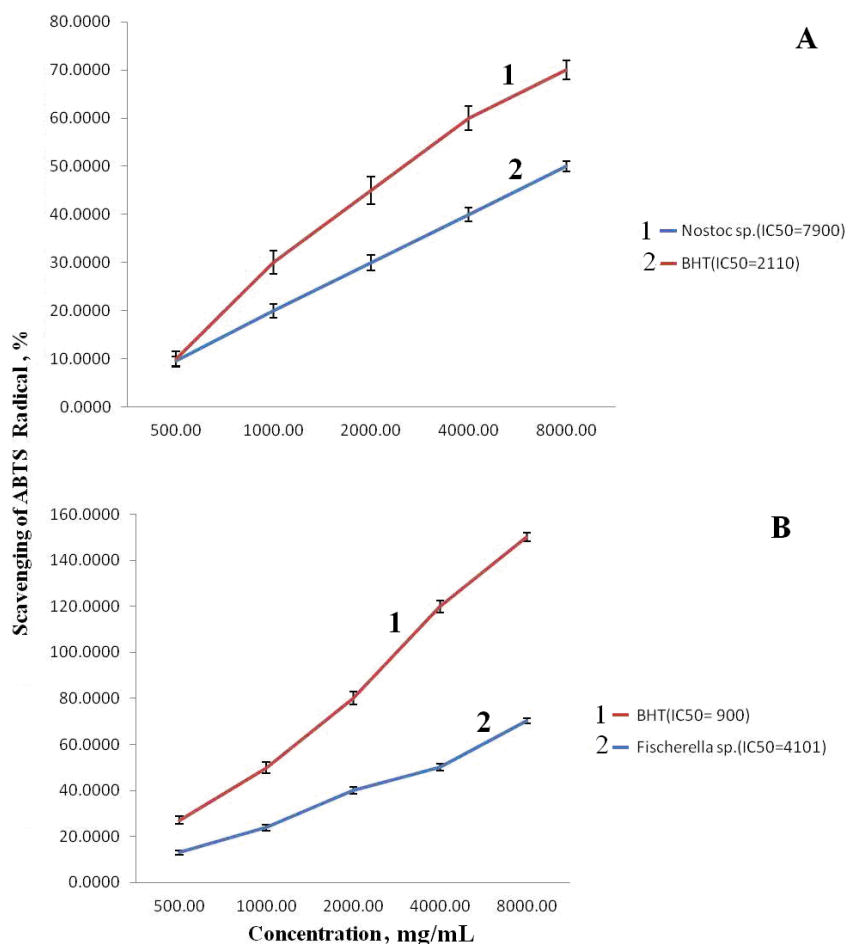 A
80.0000
70.0000
60.0000
50.0000
40.0000
30.0000
20.0000
10.0000
0.0000
1
2
500.00 1000.00 2000.00 4000.00 8000.00
1 Nostoc sp.(IC50=7900)
2 BHT(IC50=2110)
Scavenging of ABTS Radical , %
B
160.0000
140.0000
120.0000
100.0000
80.0000
60.0000
40.0000
20.0000
0.0000
1
2
500.00 1000.00 2000.00 4000.00 8000.00
1 BHT(IC50= 900)
2 Fischerella sp.(IC50=4101)
Concentration, mg/mL